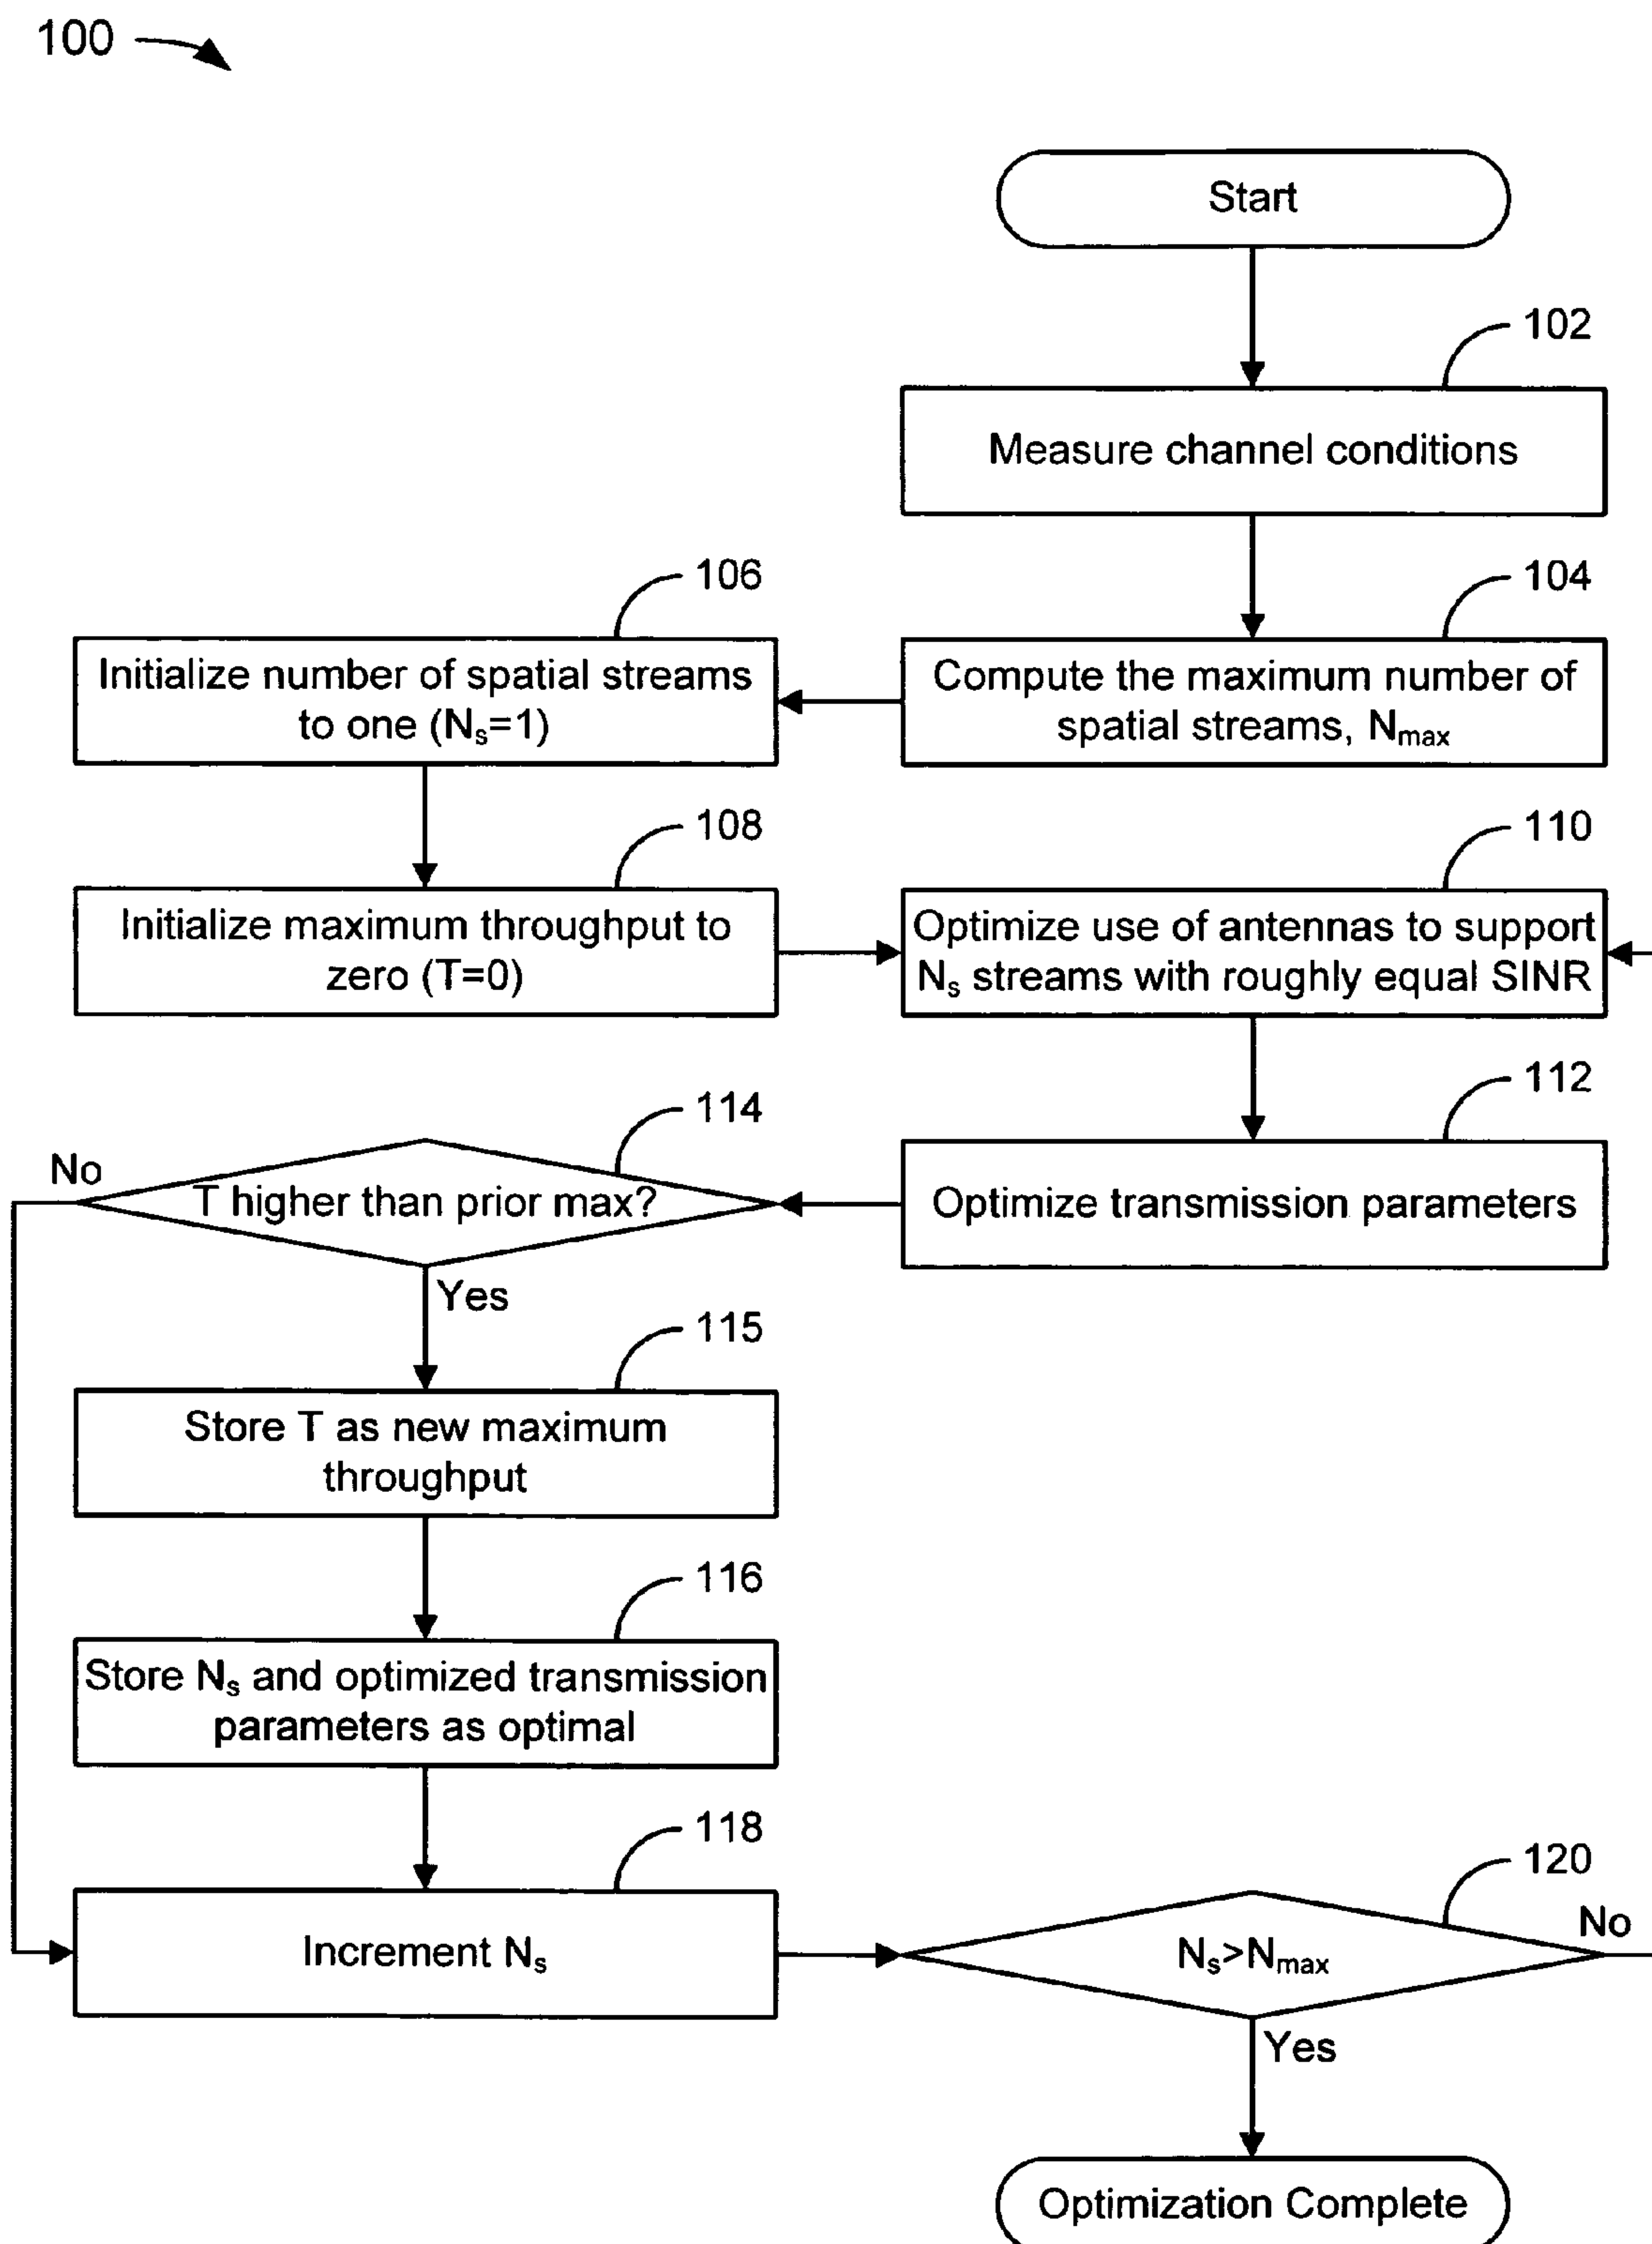 100
Start
102
Measure channel conditions
104
Compute the maximum number of
spatial streams, Nmax
106
Initialize number of spatial streams
to one (Ns=1)
108
Initialize maximum throughput to
zero (T=0)
110
Optimize use of antennas to support
Ns streams with roughly equal SINR
112
Optimize transmission parameters
114
T higher than prior max?
No
Yes
115
Store T as new maximum
throughput
116
Store Ns and optimized transmission
parameters as optimal
118
Increment Ns
120
Ns>Nmax
No
Yes
Optimization Complete